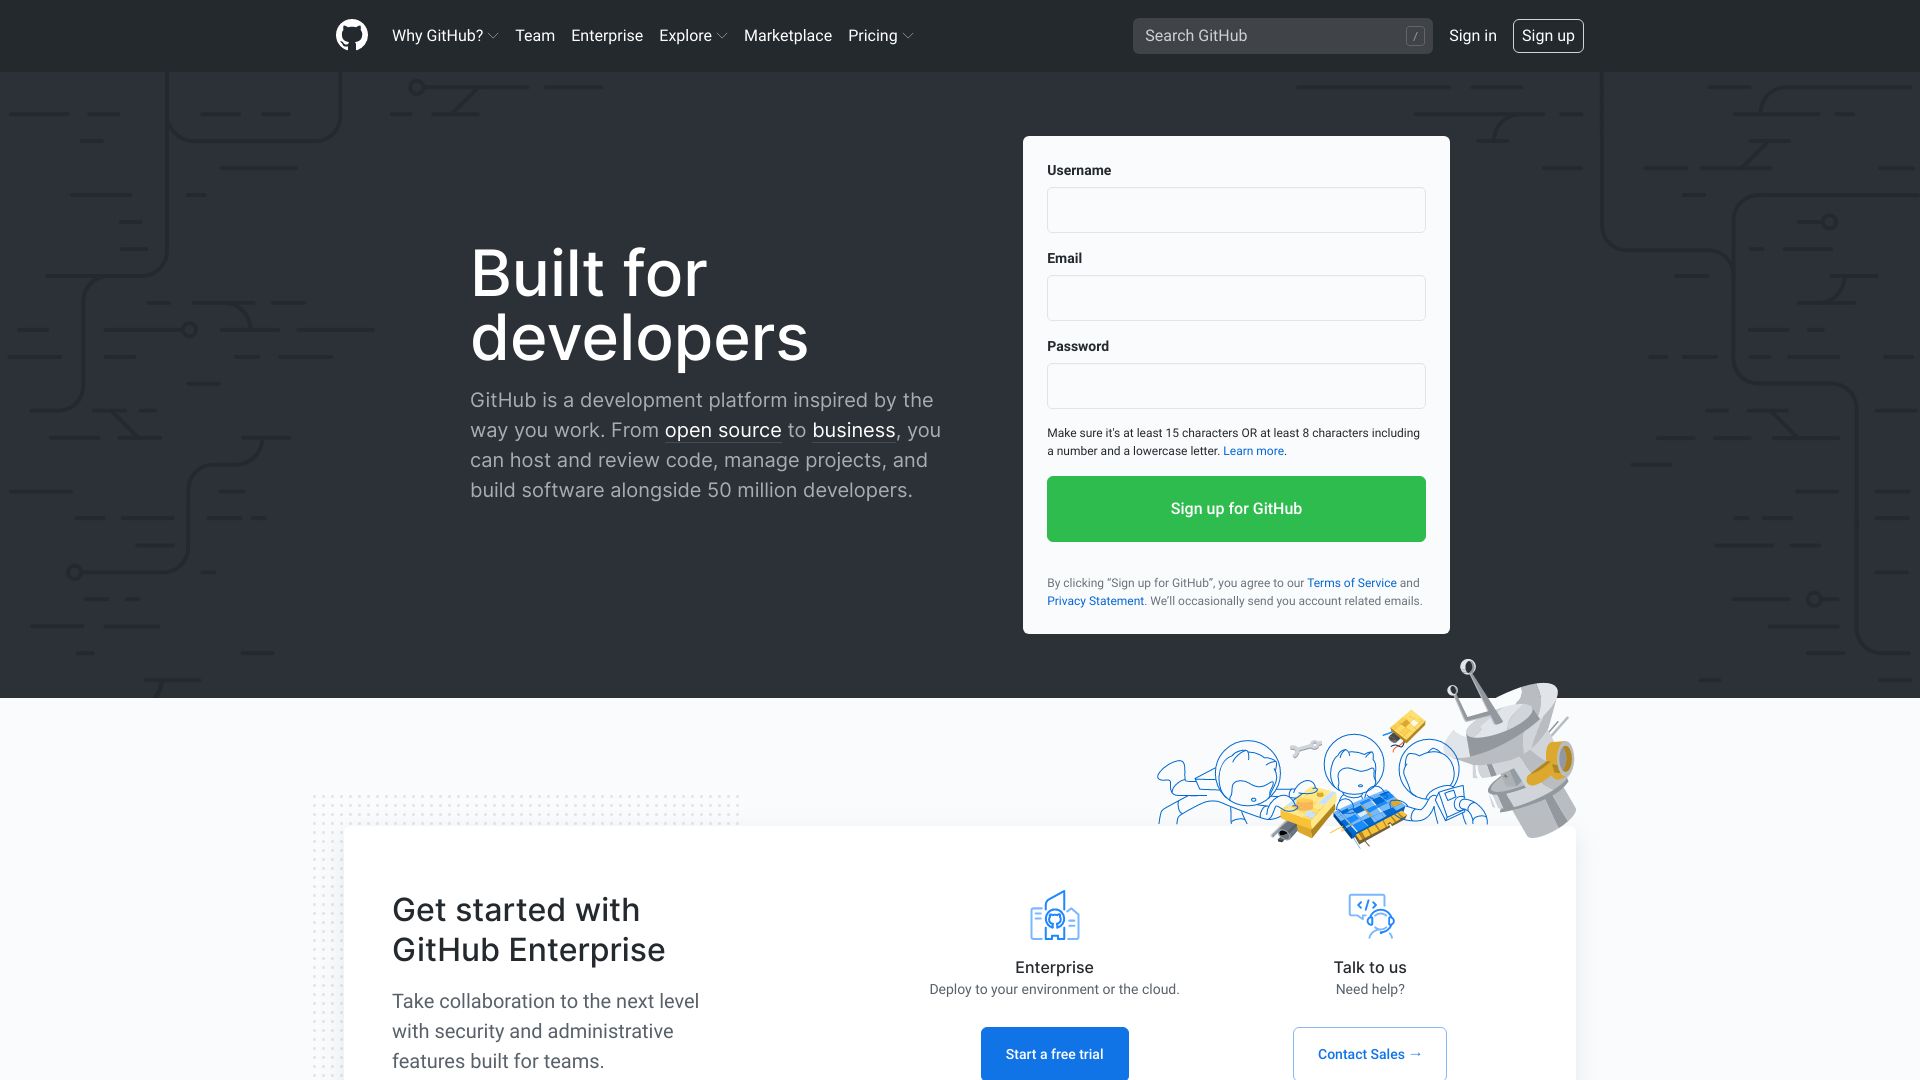 Why GitHub?
Team
Enterprise
Explore
Marketplace
Pricing
Search GitHub
/
Sign in
Sign up
Built for
developers
GitHub is a development platform inspired by the
way you work. From open source to business, you
can host and review code, manage projects, and
build software alongside 50 million developers.
Username
Email
Password
Make sure it's at least 15 characters OR at least 8 characters including
a number and a lowercase letter. Learn more.
Sign up for GitHub
By clicking “Sign up for GitHub”, you agree to our Terms of Service and
Privacy Statement. We’ll occasionally send you account related emails.
Get started with
GitHub Enterprise
Take collaboration to the next level
with security and administrative
features built for teams.
Enterprise
Deploy to your environment or the cloud.
Start a free trial
Talk to us
Need help?
Contact Sales →